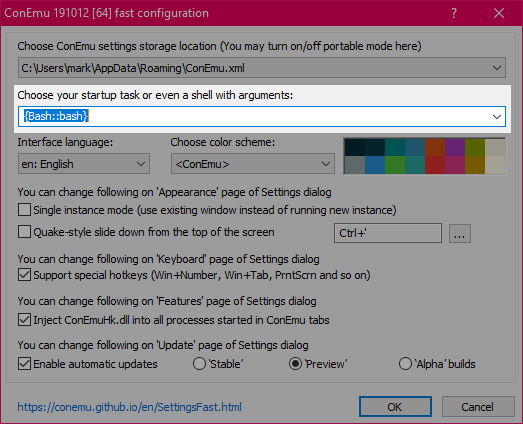 ConEmu 191012 [64] fast configuration
Choose ConEmu settings storage location (You may turn on/off portable mode here)
C:\Users\mark\AppData\Roaming\ConEmu.xml
Choose your startup task or even a shell with arguments:
{Bash::bash}
Interface language:
Choose color scheme:
en: English
<ConEmu>
You can change following on 'Appearance' page of Settings dialog
Single instance mode (use existing window instead of running new instance)
Quake-style slide down from the top of the screen
Ctrl+'
...
You can change following on 'Keyboard' page of Settings dialog
Support special hotkeys (Win+Number, Win+Tab, PrntScrn and so on)
You can change following on 'Features' page of Settings dialog
Inject ConEmuHk.dll into all processes started in ConEmu tabs
You can change following on 'Update' page of Settings dialog
Enable automatic updates
'Stable'
'Preview'
'Alpha' builds
https://conemu.github.io/en/SettingsFast.html
OK
Cancel